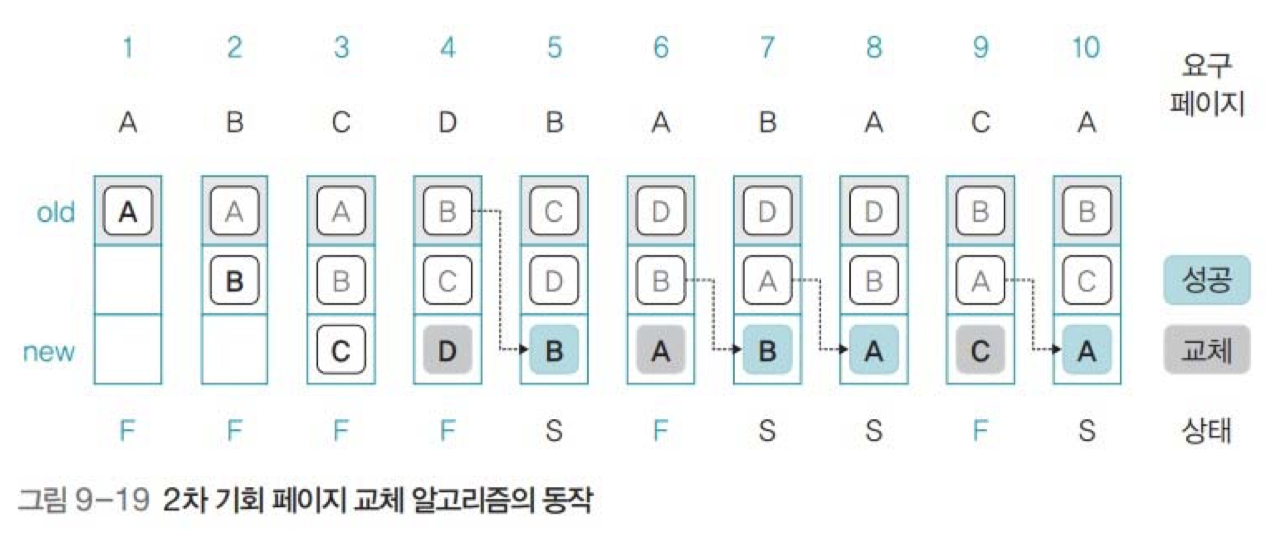 1 2 3 4 5 6 7 8 9 10
요구
페이지
A B C D B A B A C A
old A A A B C D D D B B
B B C D B A B A C 성공
new C D B A B A C A 교체
F F F F S F S S F S 상태
그림 9-19 2차 기회 페이지 교체 알고리즘의 동작